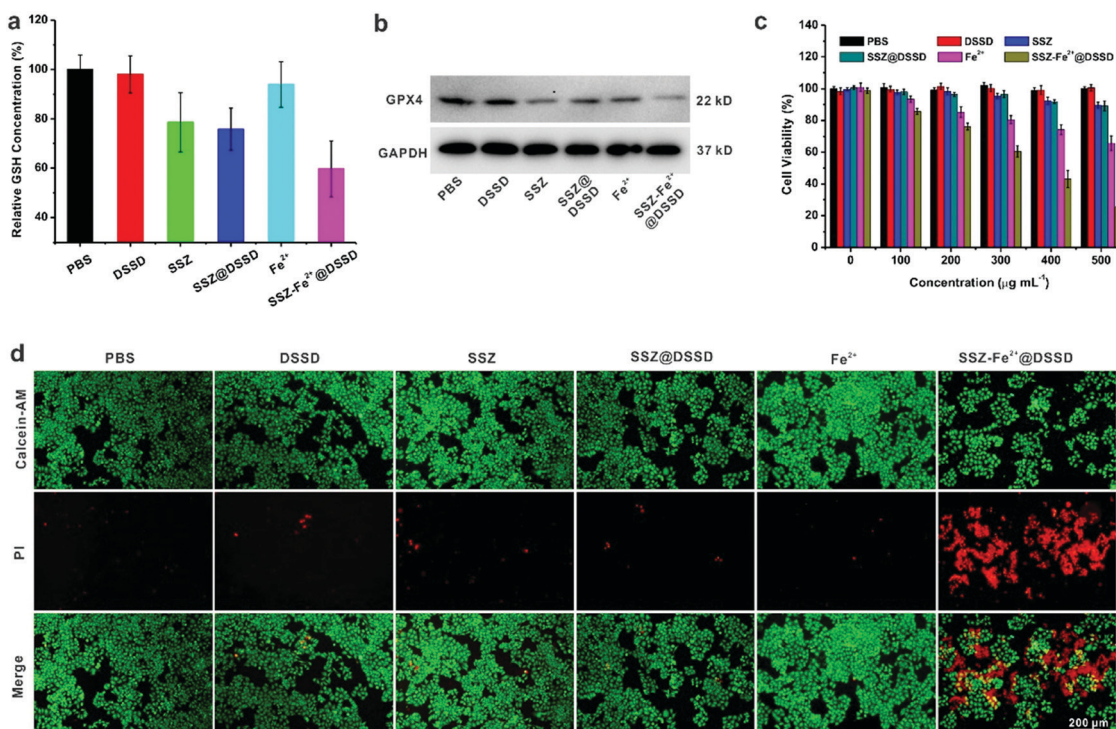 a
Relative GSH Concentration (%)
120
100
80
60
40
PBS
DSSD
SSZ
SSZ@DSSD
Fe²⁺
SSZ-Fe²⁺@DSSD
b
GPX4
22 kD
GAPDH
37 kD
PBS
DSSD
SSZ
SSZ@
DSSD
Fe²⁺
SSZ-Fe²⁺
@DSSD
c
PBS
DSSD
SSZ
SSZ@DSSD
Fe²⁺
SSZ-Fe²⁺@DSSD
Cell Viability (%)
140
120
100
80
60
40
20
0
0 100 200 300 400 500
Concentration (μg mL⁻¹)
d
PBS DSSD SSZ SSZ@DSSD Fe²⁺ SSZ-Fe²⁺@DSSD
Calcein-AM
PI
Merge
200 μm